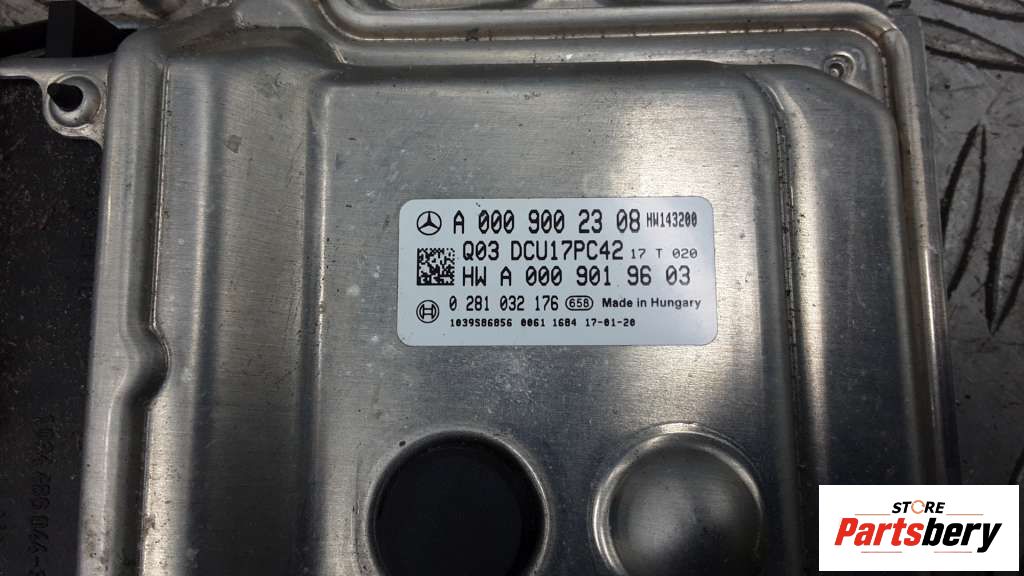 A 000 900 23 08 HW143200
Q03 DCU17PC42 17 T 020
HW A 000 901 96 03
0 281 032 176 658 Made in Hungary
1039S86856 0061 1684 17-01-20
STORE
Partsbery